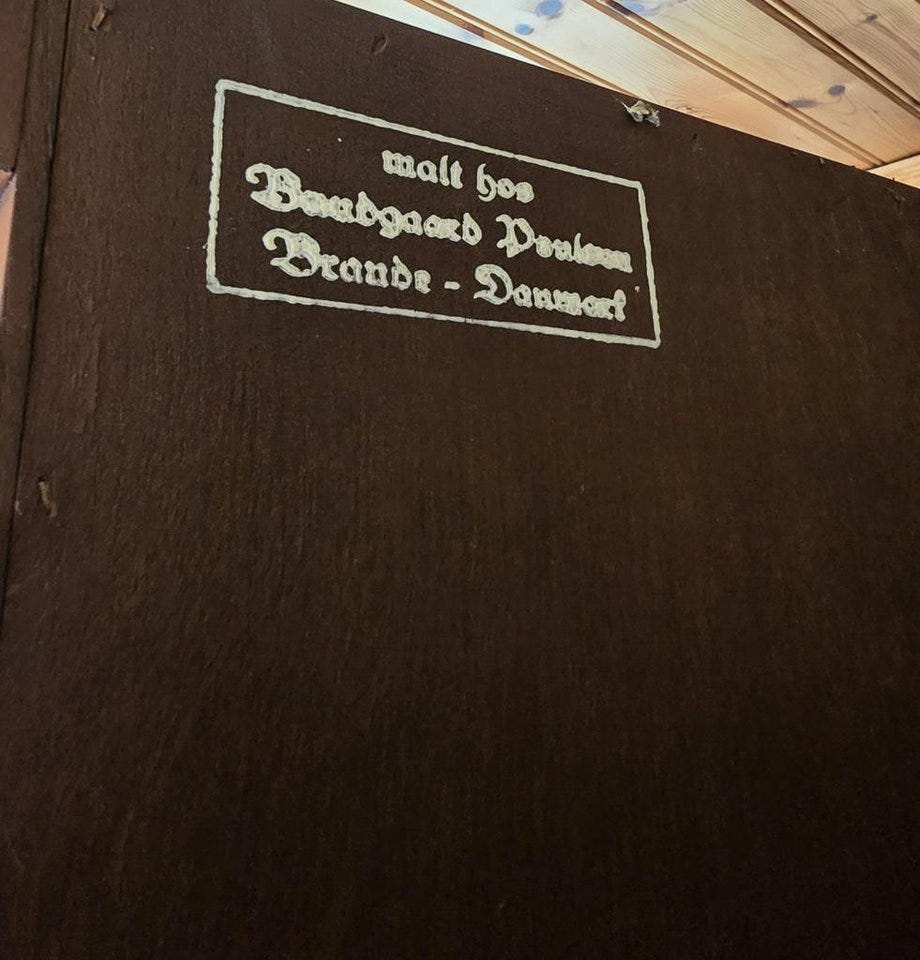 malt hos
Bundgaard Poulsen
Brande - Danmark